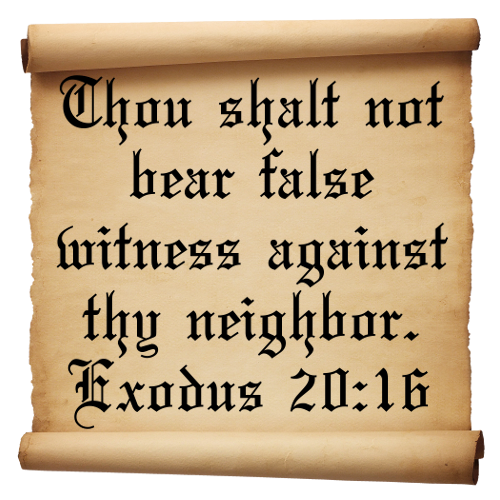 Thou shalt not
bear false
witness against
thy neighbor.
Exodus 20:16